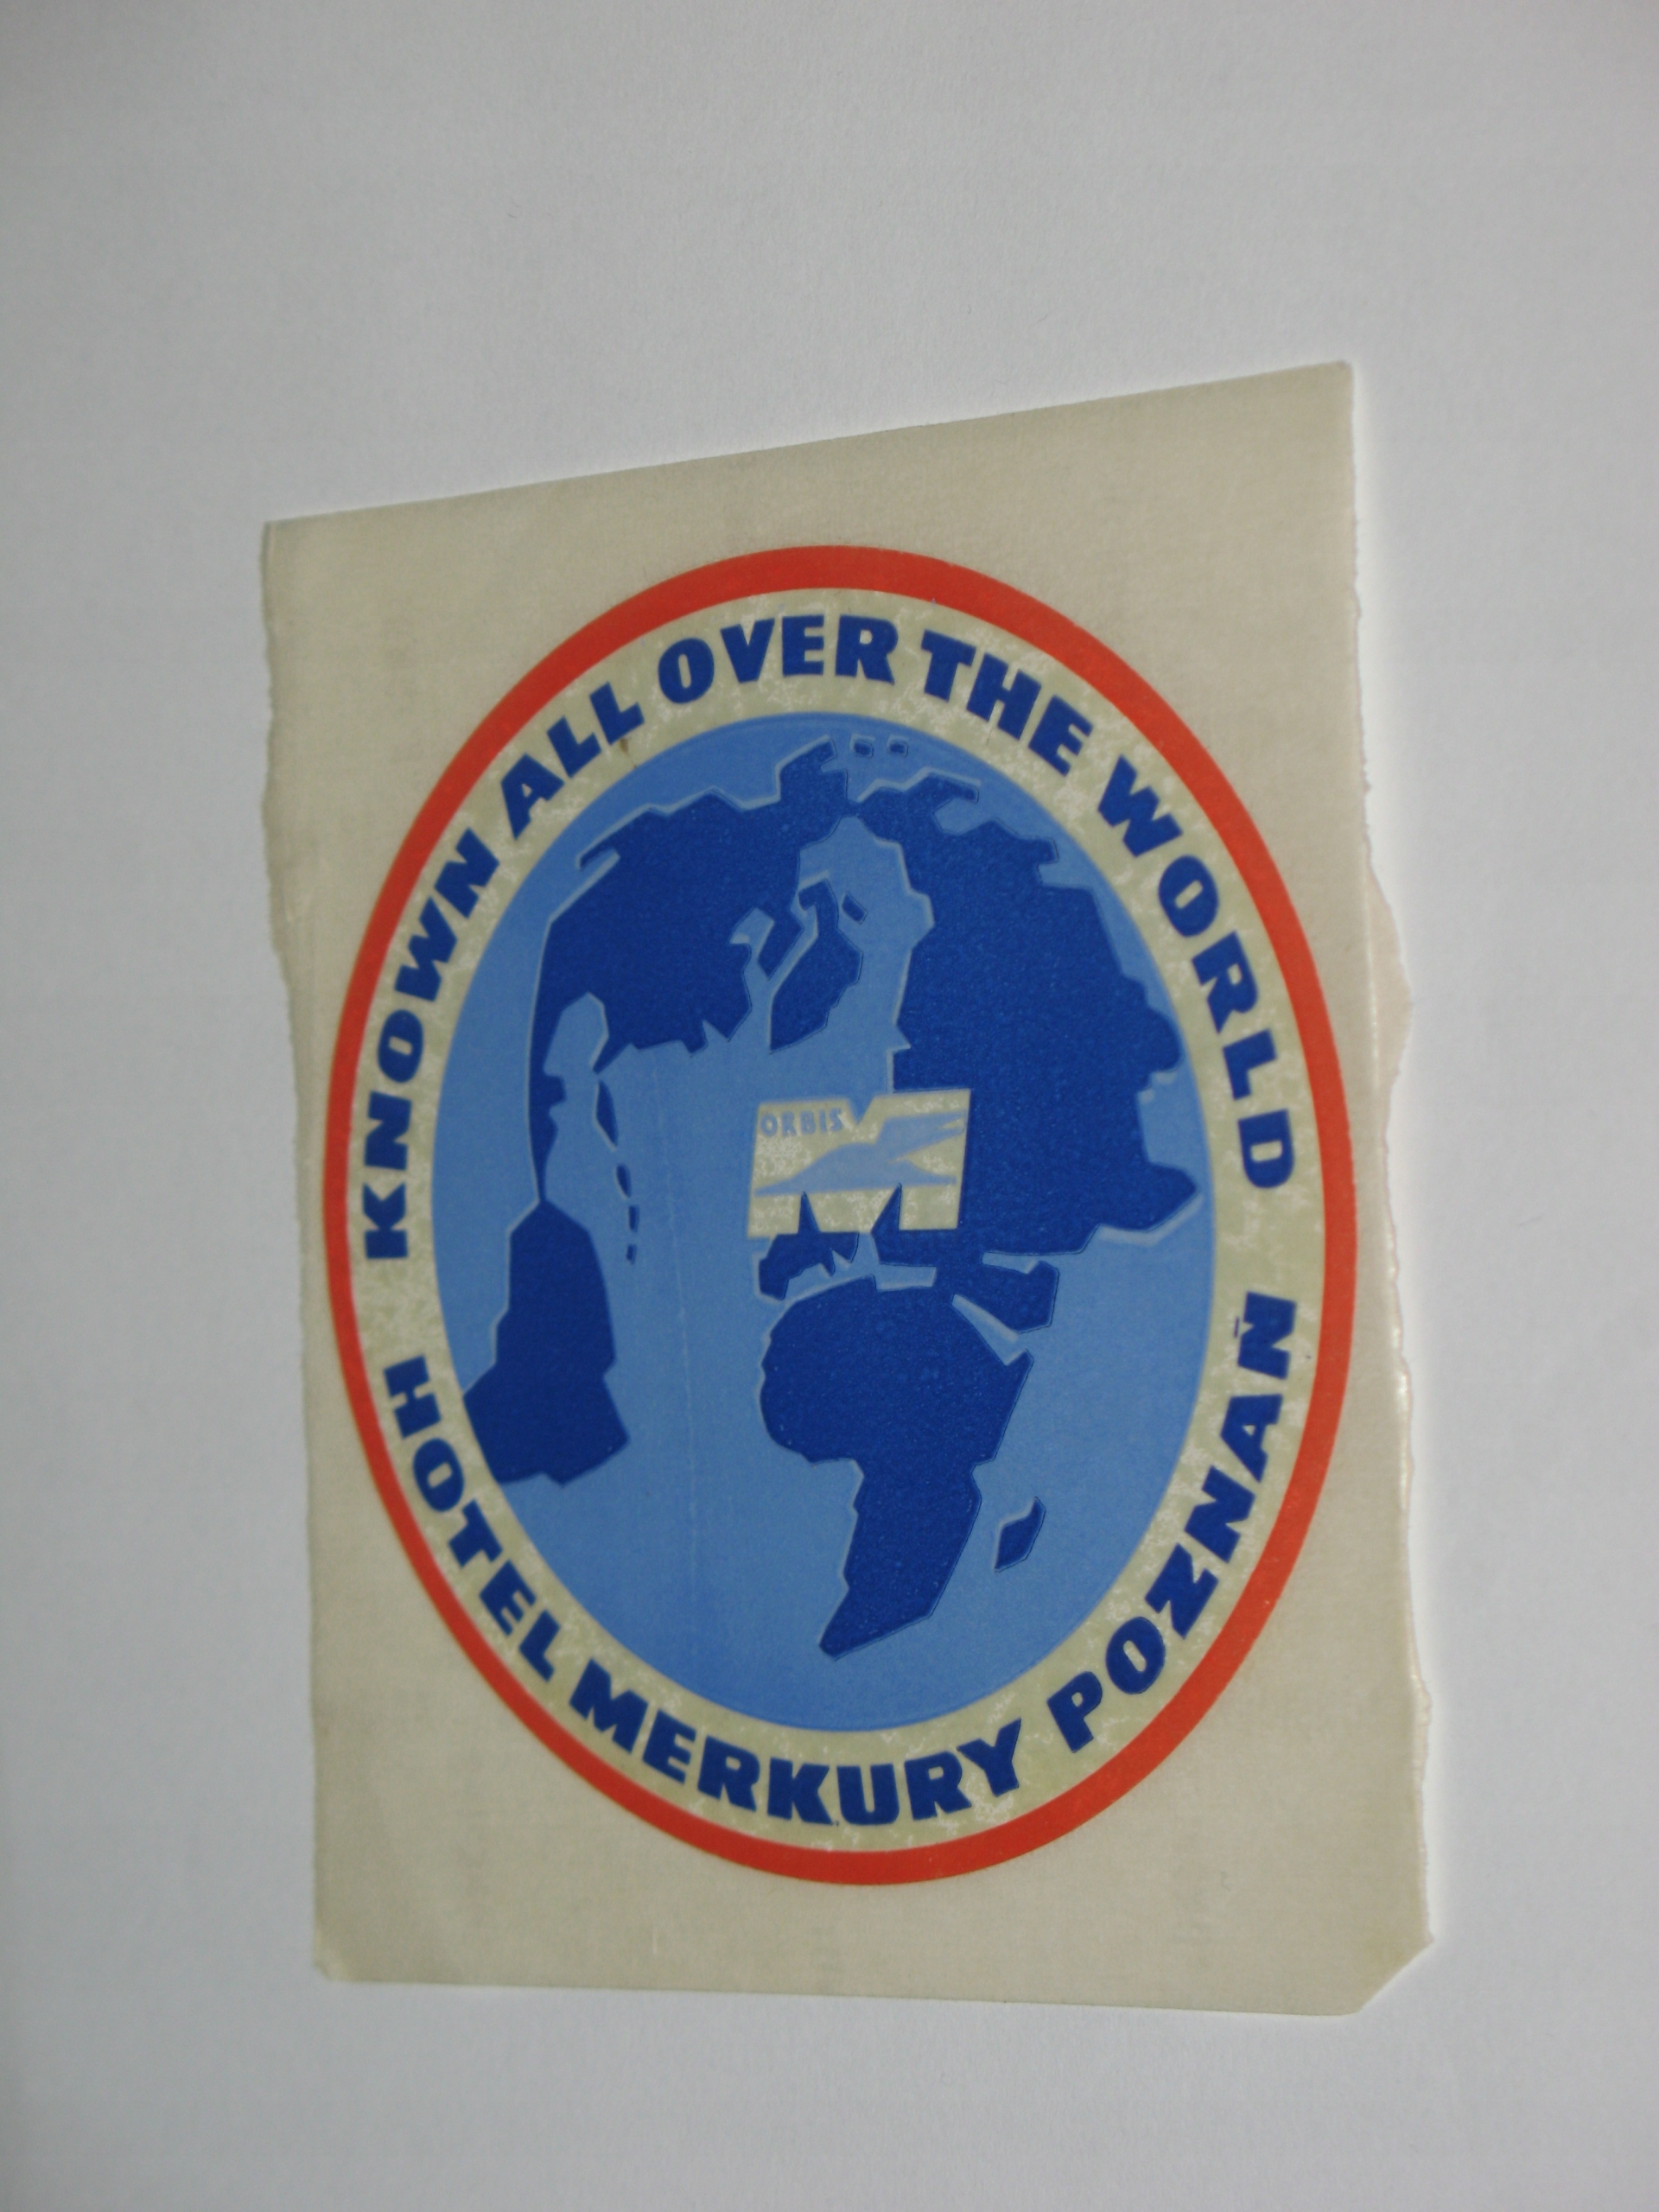 KNOWN ALL OVER THE WORLD
ORBIS
M
HOTEL MERKURY POZNAŃ